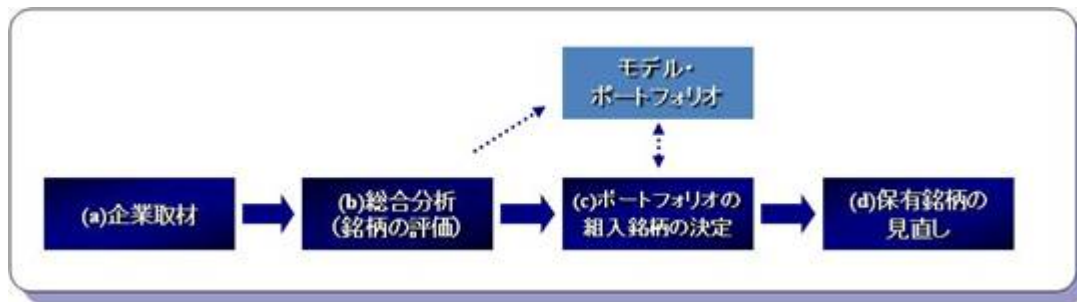 モデル・
ポートフォリオ
(a)企業取材
(b)総合分析
(銘柄の評価)
(c)ポートフォリオの
組入銘柄の決定
(d)保有銘柄の
見直し